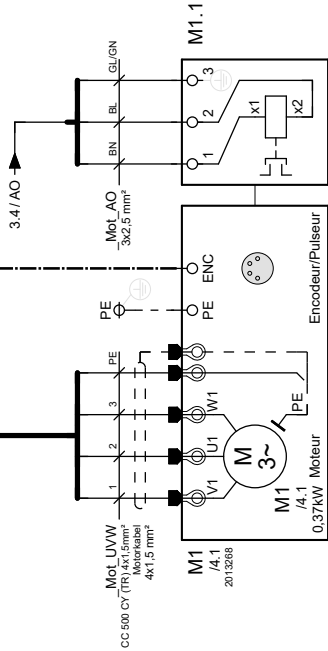 3.4 / AO
BN
BL
GL/GN
Mot_AO
3x2,5 mm²
M1.1
1
2
3
x1
x2
PE
ENC
PE
Encodeur/Pulseur
_Mot_UVW
CC 500 CY (TR) 4x1,5mm²
Motorkabel
4x1,5 mm²
1
2
3
PE
M1
/4.1
2013268
V1
U1
W1
M
3~
PE
M1
/4.1
0,37kW Moteur